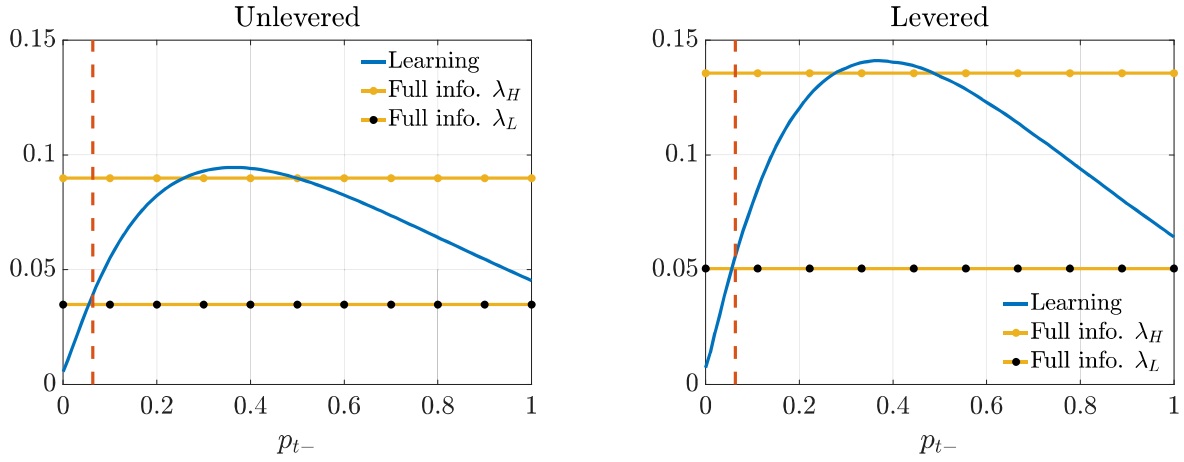 Unlevered
0.15
0.1
0.05
0
0 0.2 0.4 0.6 0.8 1
p_{t-}
Learning
Full info. λ_H
Full info. λ_L
Levered
0.15
0.1
0.05
0
0 0.2 0.4 0.6 0.8 1
p_{t-}
Learning
Full info. λ_H
Full info. λ_L